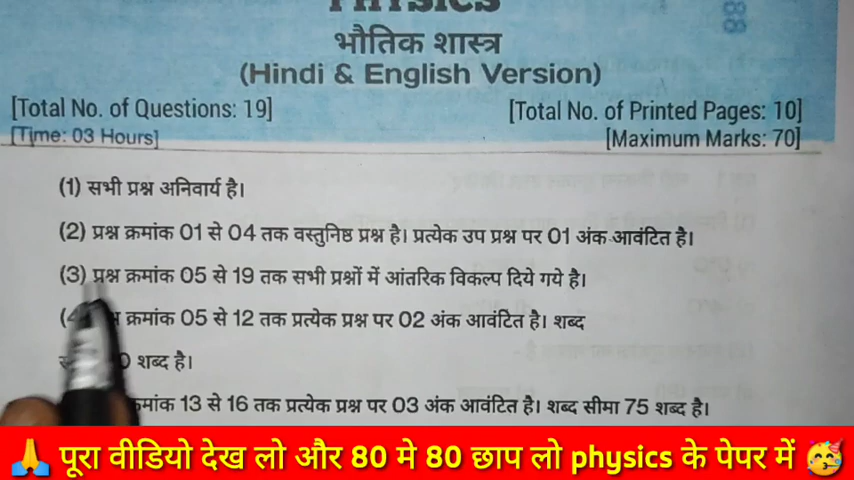 PHYSICS
भौतिक शास्त्र
(Hindi & English Version)
[Total No. of Questions: 19]
[Total No. of Printed Pages: 10]
[Time: 03 Hours]
[Maximum Marks: 70]
(1) सभी प्रश्न अनिवार्य है।
(2) प्रश्न क्रमांक 01 से 04 तक वस्तुनिष्ठ प्रश्न है। प्रत्येक उप प्रश्न पर 01 अंक आवंटित है।
(3) प्रश्न क्रमांक 05 से 19 तक सभी प्रश्नों में आंतरिक विकल्प दिये गये है।
क्रमांक 05 से 12 तक प्रत्येक प्रश्न पर 02 अंक आवंटित है। शब्द
शब्द है।
13 से 16 तक प्रत्येक प्रश्न पर 03 अंक आवंटित है। शब्द सीमा 75 शब्द है।
🙏 पूरा वीडियो देख लो और 80 मे 80 छाप लो physics के पेपर में 🥳